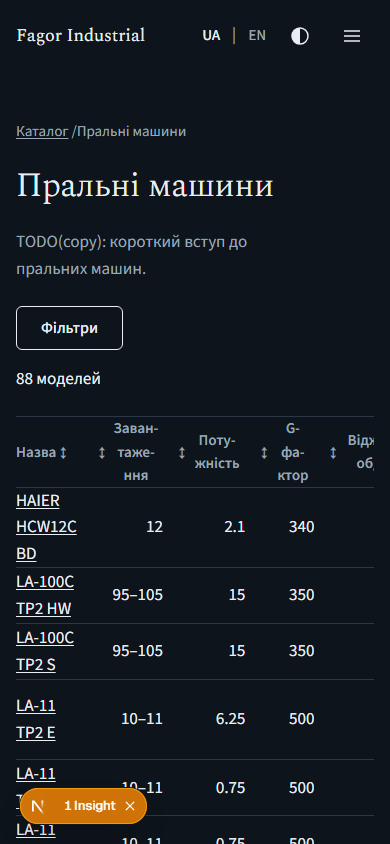 Fagor Industrial
UA | EN
Каталог /Пральні машини
Пральні машини
TODO(copy): короткий вступ до
пральних машин.
Фільтри
88 моделей
Назва ↕ ↕ Заван-таже-ння ↕ Поту-жність ↕ G-фа-ктор ↕
HAIER HCW12C BD 12 2.1 340
LA-100C TP2 HW 95–105 15 350
LA-100C TP2 S 95–105 15 350
LA-11 TP2 E 10–11 6.25 500
LA-11 10–11 0.75 500
LA-11 10–11 0.75 500
N 1 Insight ×